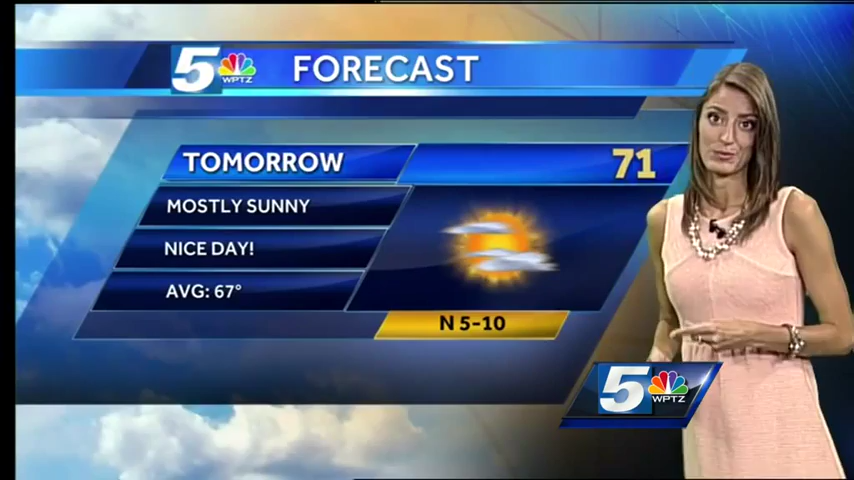 5 WPTZ FORECAST
TOMORROW 71
MOSTLY SUNNY
NICE DAY!
AVG: 67°
N 5-10
5 WPTZ